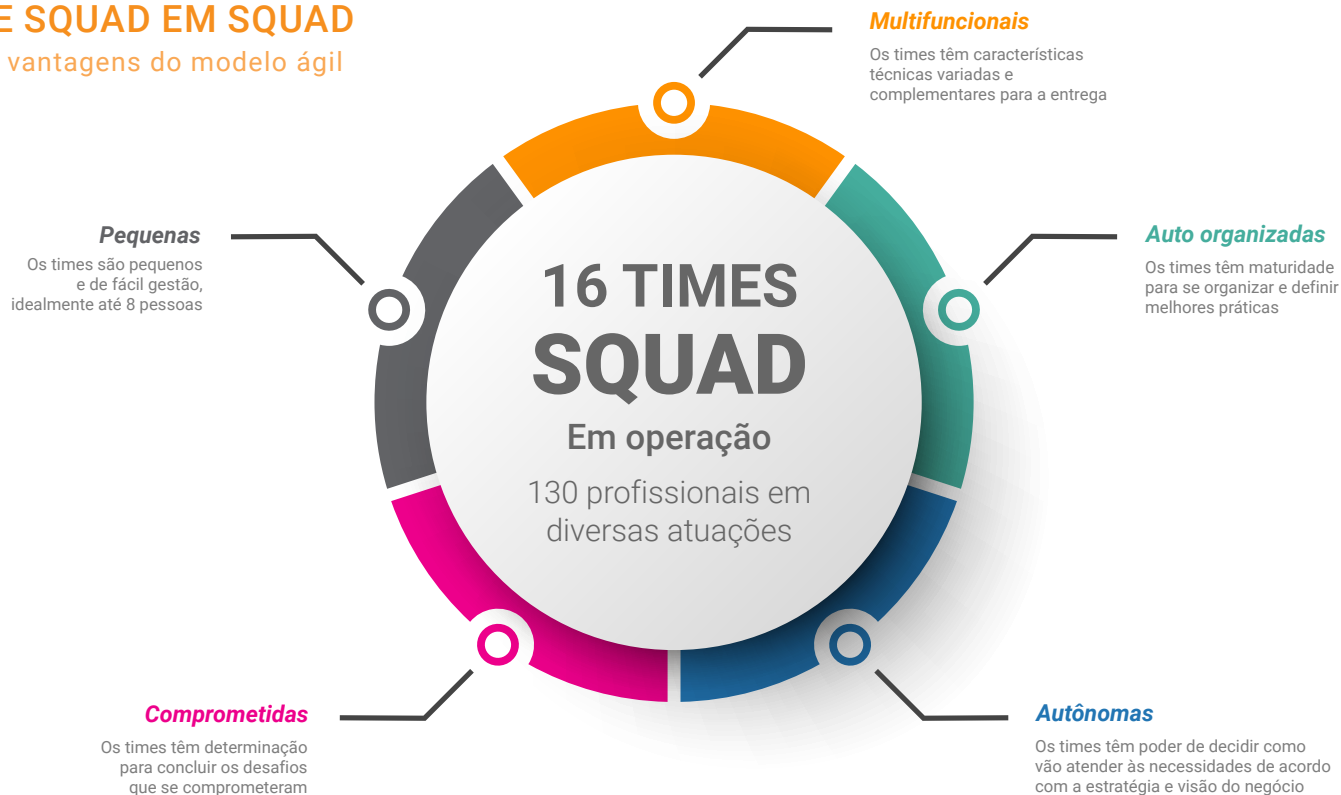 E SQUAD EM SQUAD
vantagens do modelo ágil
Multifuncionais
Os times têm características
técnicas variadas e
complementares para a entrega
Pequenas
Os times são pequenos
e de fácil gestão,
idealmente até 8 pessoas
Auto organizadas
Os times têm maturidade
para se organizar e definir
melhores práticas
16 TIMES
SQUAD
Em operação
130 profissionais em
diversas atuações
Comprometidas
Os times têm determinação
para concluir os desafios
que se comprometeram
Autônomas
Os times têm poder de decidir como
vão atender às necessidades de acordo
com a estratégia e visão do negócio